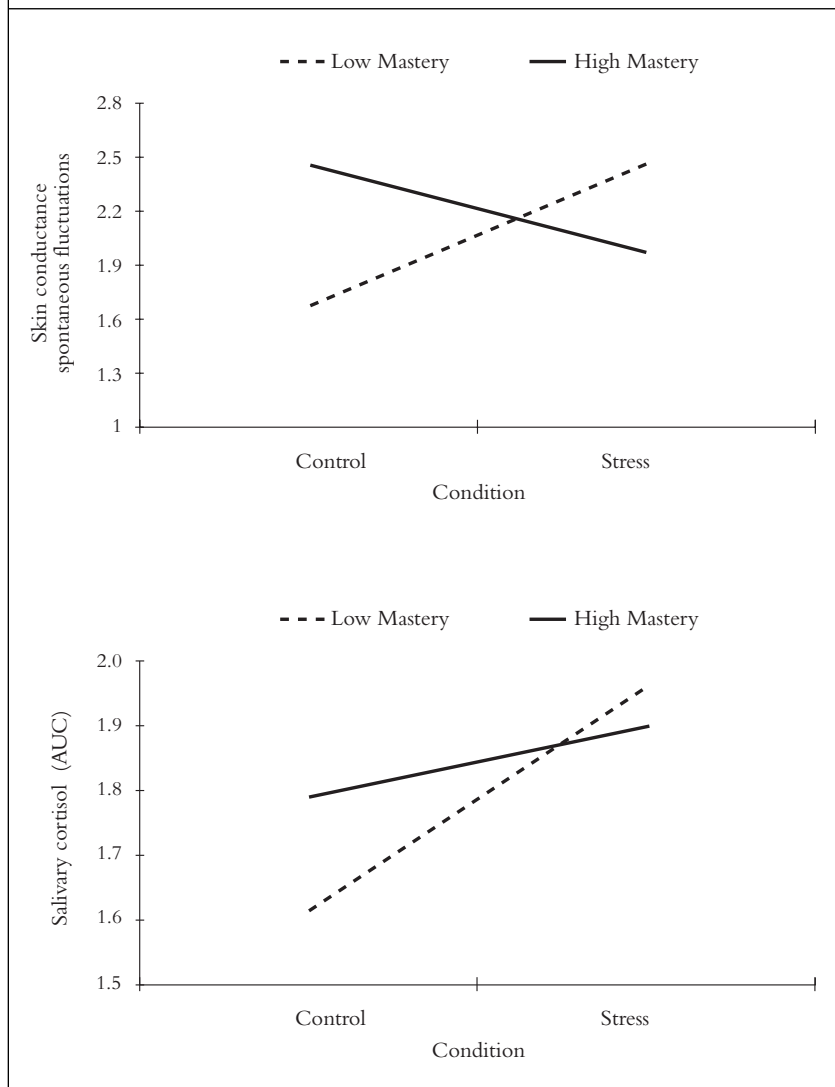 Low Mastery High Mastery
2.8
2.5
2.2
1.9
1.6
1.3
1
Skin conductance
spontaneous fluctuations
Control Stress
Condition
Low Mastery High Mastery
2.0
1.9
1.8
1.7
1.6
1.5
Salivary cortisol (AUC)
Control Stress
Condition